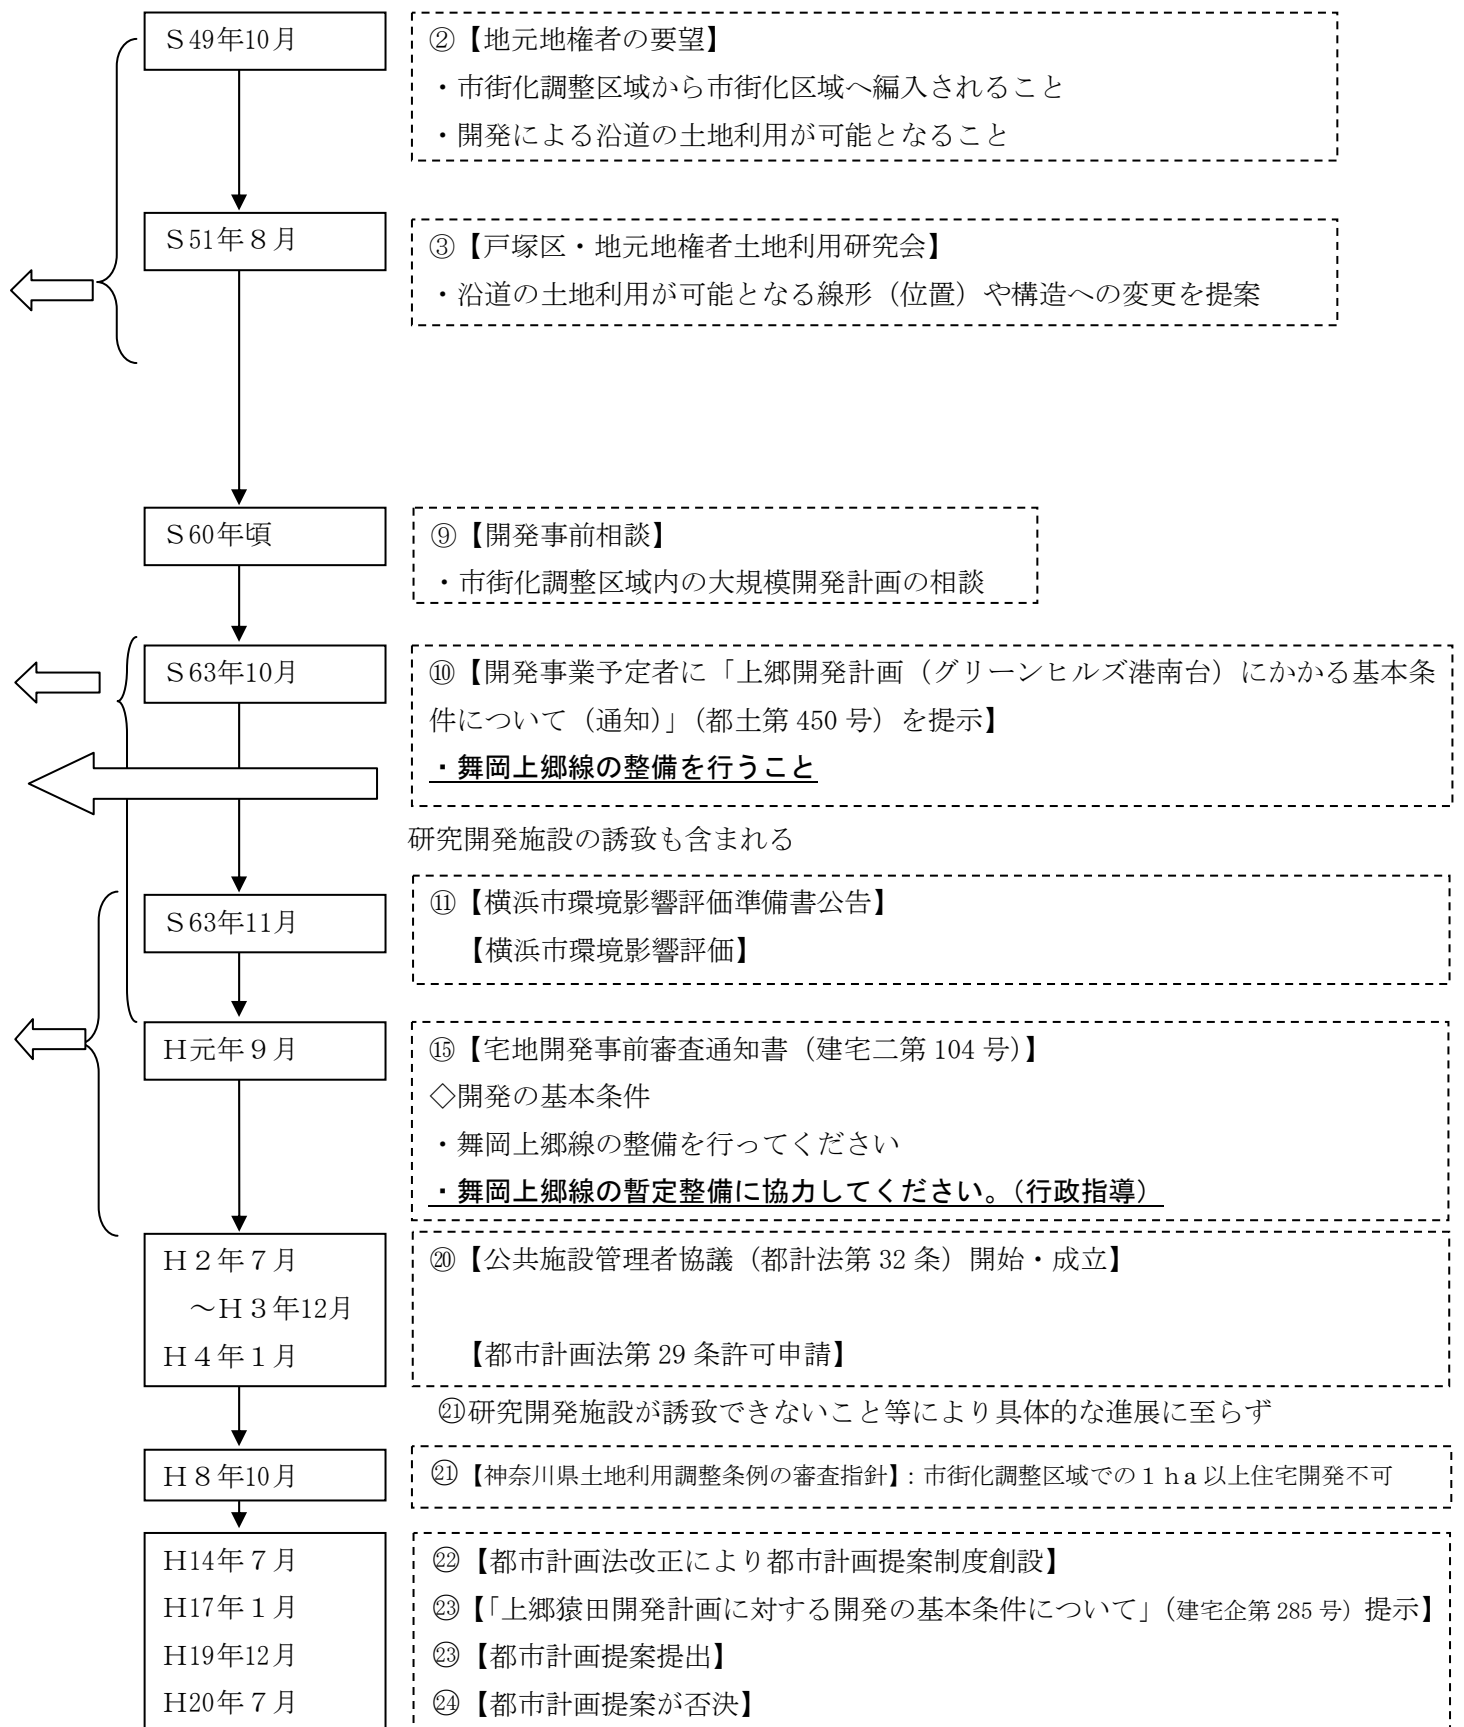 S49年10月
②【地元地権者の要望】
・市街化調整区域から市街化区域へ編入されること
・開発による沿道の土地利用が可能となること
S51年８月
③【戸塚区・地元地権者土地利用研究会】
・沿道の土地利用が可能となる線形（位置）や構造への変更を提案
S60年頃
⑨【開発事前相談】
・市街化調整区域内の大規模開発計画の相談
S63年10月
⑩【開発事業予定者に「上郷開発計画（グリーンヒルズ港南台）にかかる基本条
件について（通知）」（都土第 450 号）を提示】
・舞岡上郷線の整備を行うこと
研究開発施設の誘致も含まれる
S63年11月
⑪【横浜市環境影響評価準備書公告】
【横浜市環境影響評価】
H元年９月
⑮【宅地開発事前審査通知書（建宅二第 104 号）】
◇開発の基本条件
・舞岡上郷線の整備を行ってください
・舞岡上郷線の暫定整備に協力してください。（行政指導）
H２年７月
～H３年12月
H４年１月
⑳【公共施設管理者協議（都計法第 32 条）開始・成立】
【都市計画法第 29 条許可申請】
㉑研究開発施設が誘致できないこと等により具体的な進展に至らず
H８年10月
㉑【神奈川県土地利用調整条例の審査指針】：市街化調整区域での１ha 以上住宅開発不可
H14年７月
㉒【都市計画法改正により都市計画提案制度創設】
H17年１月
㉓【「上郷猿田開発計画に対する開発の基本条件について」（建宅企第 285 号）提示】
H19年12月
㉓【都市計画提案提出】
H20年７月
㉔【都市計画提案が否決】